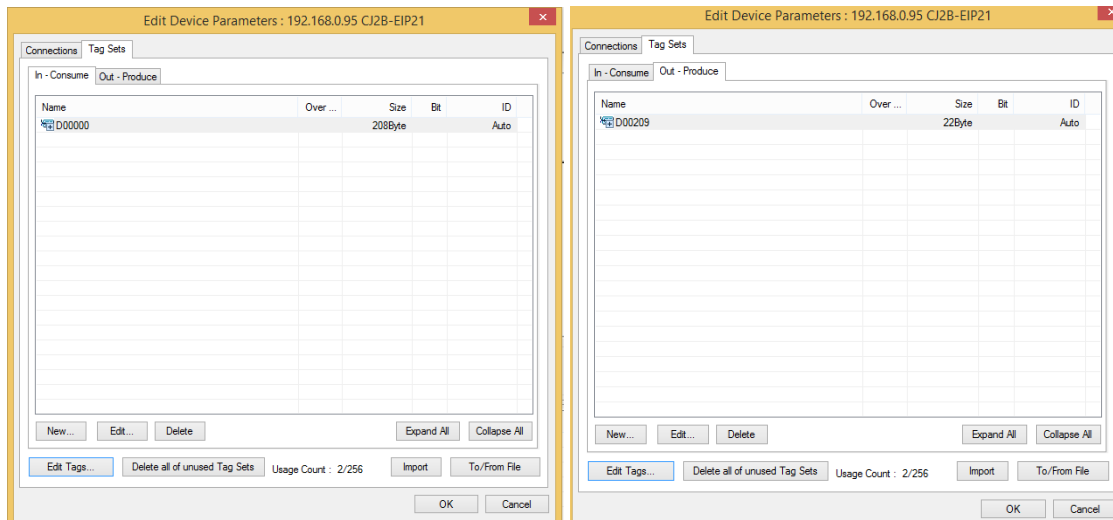 Edit Device Parameters : 192.168.0.95 CJ2B-EIP21
Connections Tag Sets
In - Consume Out - Produce
Name Over ... Size Bit ID
D00000 208Byte Auto
New... Edit... Delete Expand All Collapse All
Edit Tags... Delete all of unused Tag Sets Usage Count : 2/256 Import To/From File
OK Cancel
Edit Device Parameters : 192.168.0.95 CJ2B-EIP21
Connections Tag Sets
In - Consume Out - Produce
Name Over ... Size Bit ID
D00209 22Byte Auto
New... Edit... Delete Expand All Collapse All
Edit Tags... Delete all of unused Tag Sets Usage Count : 2/256 Import To/From File
OK Cancel